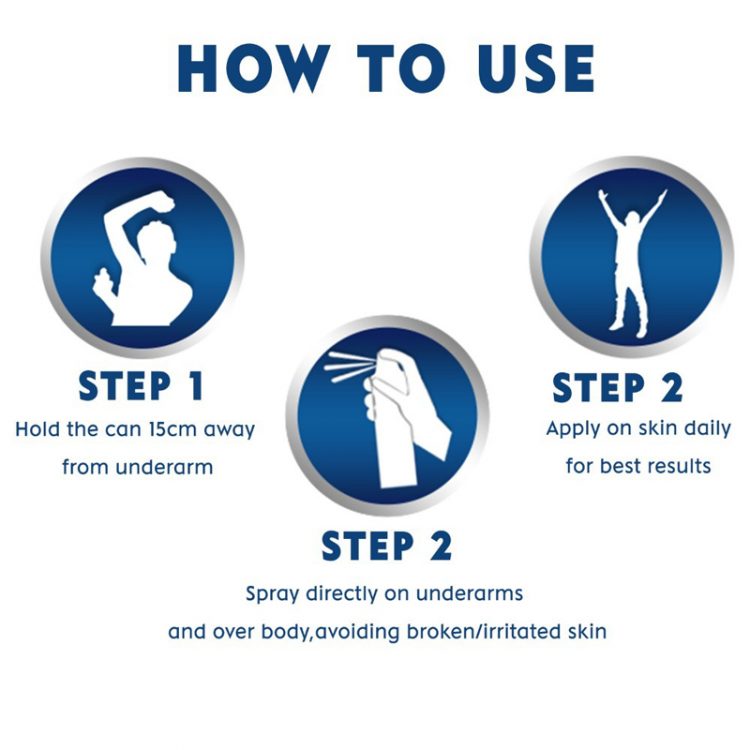 HOW TO USE
STEP 1
Hold the can 15cm away
from underarm
STEP 2
Spray directly on underarms
and over body,avoiding broken/irritated skin
STEP 2
Apply on skin daily
for best results